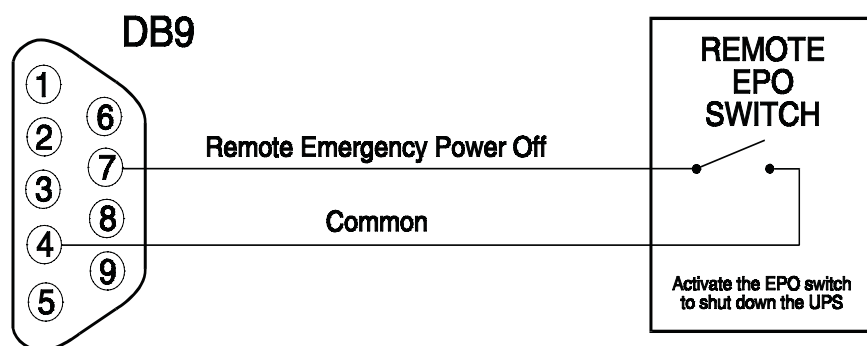 DB9
1
2
3
4
5
6
7
8
9
Remote Emergency Power Off
Common
REMOTE
EPO
SWITCH
Activate the EPO switch
to shut down the UPS